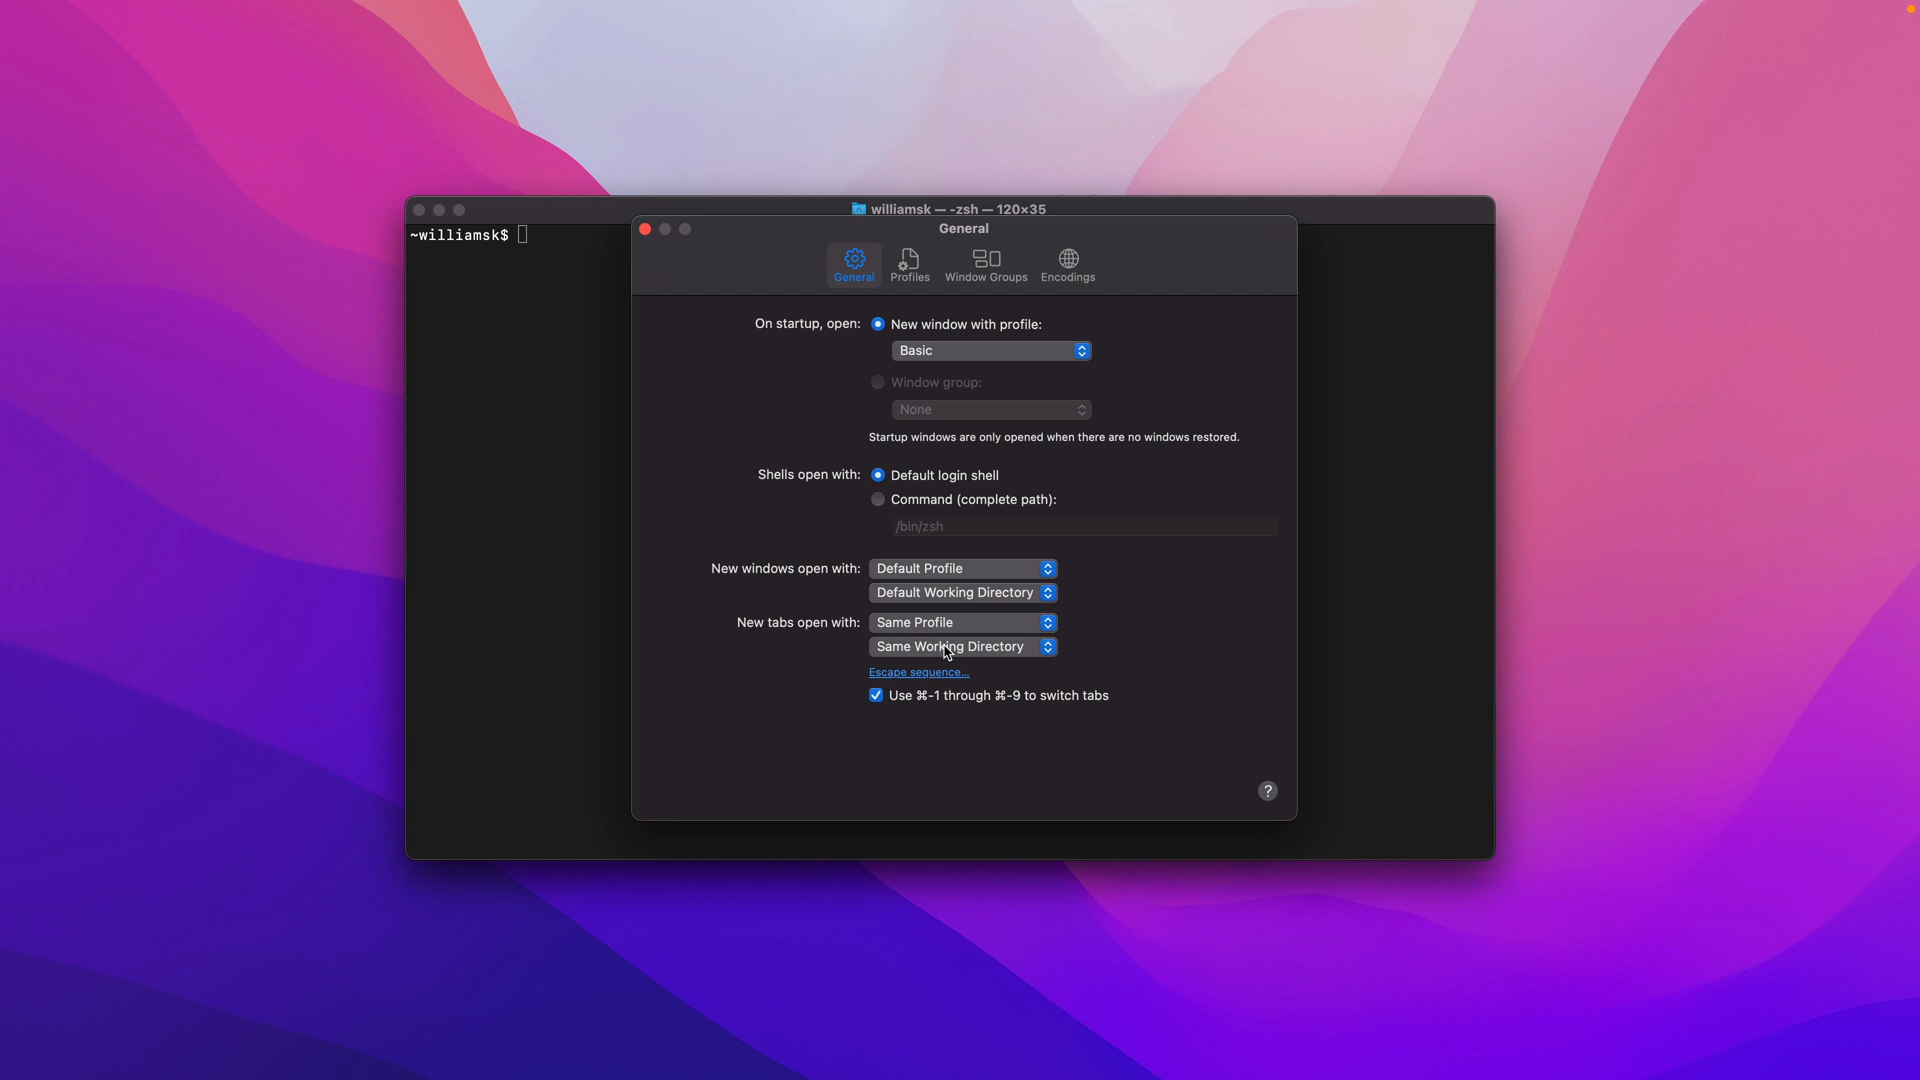 williamsk — -zsh — 120×35
~williamsk$
General
General
Profiles
Window Groups
Encodings
On startup, open:
New window with profile:
Basic
Window group:
None
Startup windows are only opened when there are no windows restored.
Shells open with:
Default login shell
Command (complete path):
/bin/zsh
New windows open with:
Default Profile
Default Working Directory
New tabs open with:
Same Profile
Same Working Directory
Escape sequence...
Use ⌘-1 through ⌘-9 to switch tabs
?